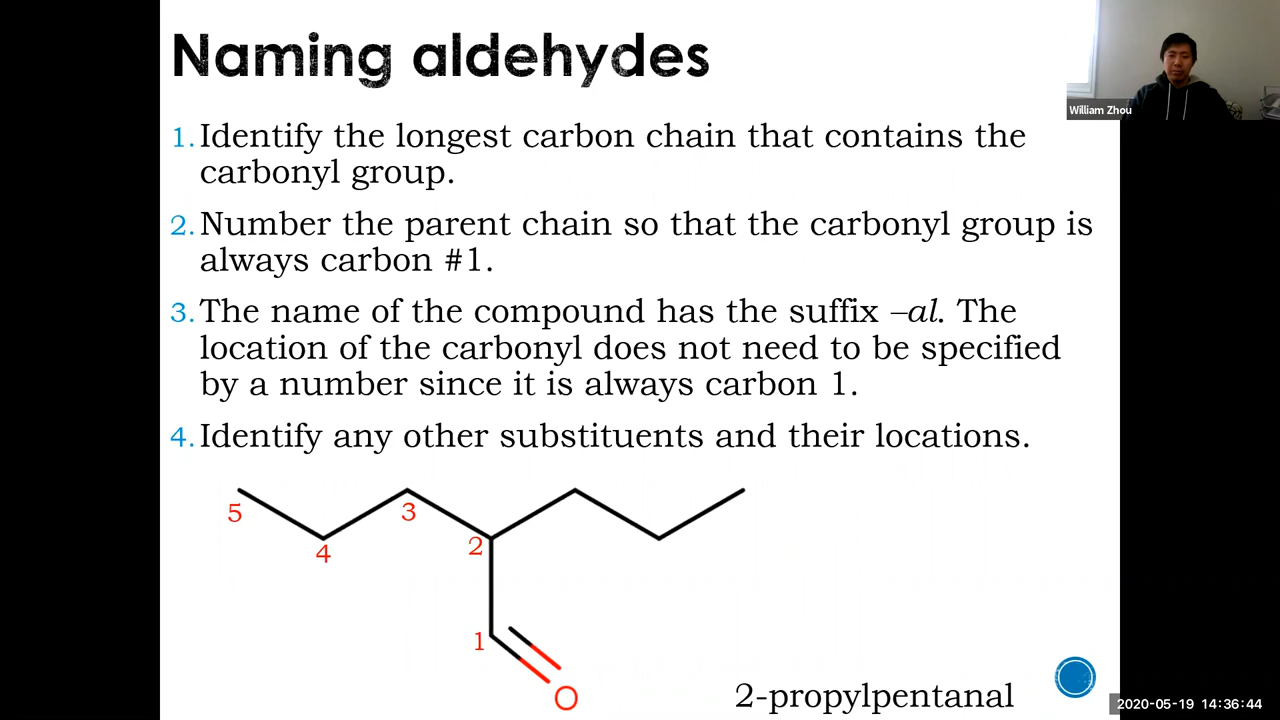 Naming aldehydes
William Zhou
1. Identify the longest carbon chain that contains the
carbonyl group.
2. Number the parent chain so that the carbonyl group is
always carbon #1.
3. The name of the compound has the suffix –al. The
location of the carbonyl does not need to be specified
by a number since it is always carbon 1.
4. Identify any other substituents and their locations.
5
3
4
2
1
O
2-propylpentanal
2020-05-19 14:36:44